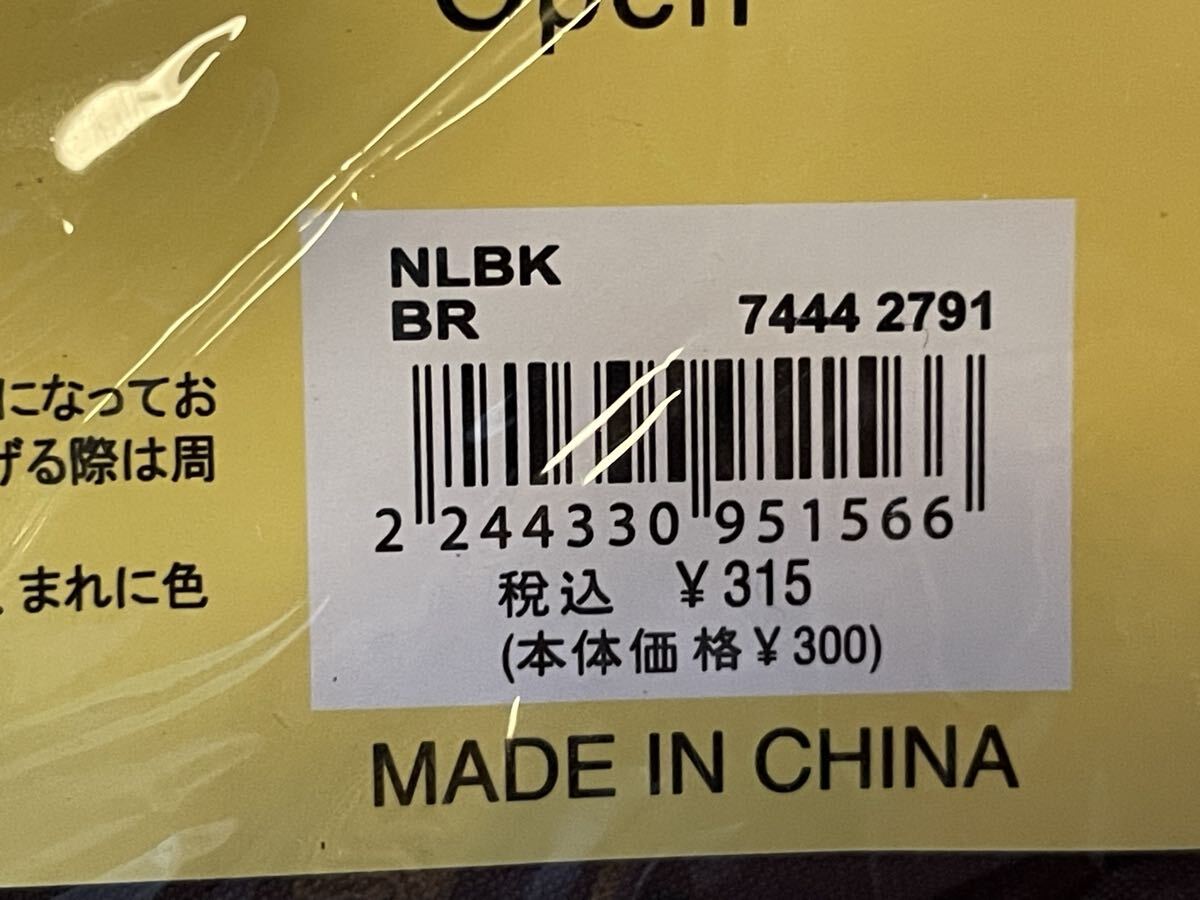 Open
NLBK
BR
7444 2791
になってお
げる際は周
、まれに色
2 244330 951566
税込 ¥315
(本体価格¥300)
MADE IN CHINA